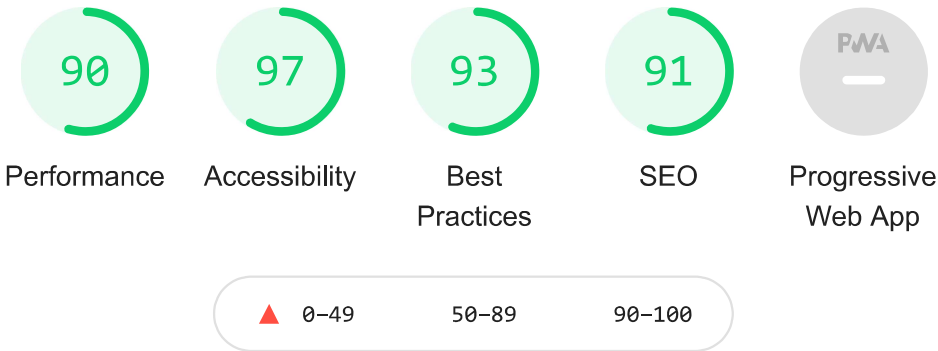 90 97 93 91 PWA
Performance Accessibility Best Practices SEO Progressive Web App
0–49 50–89 90–100